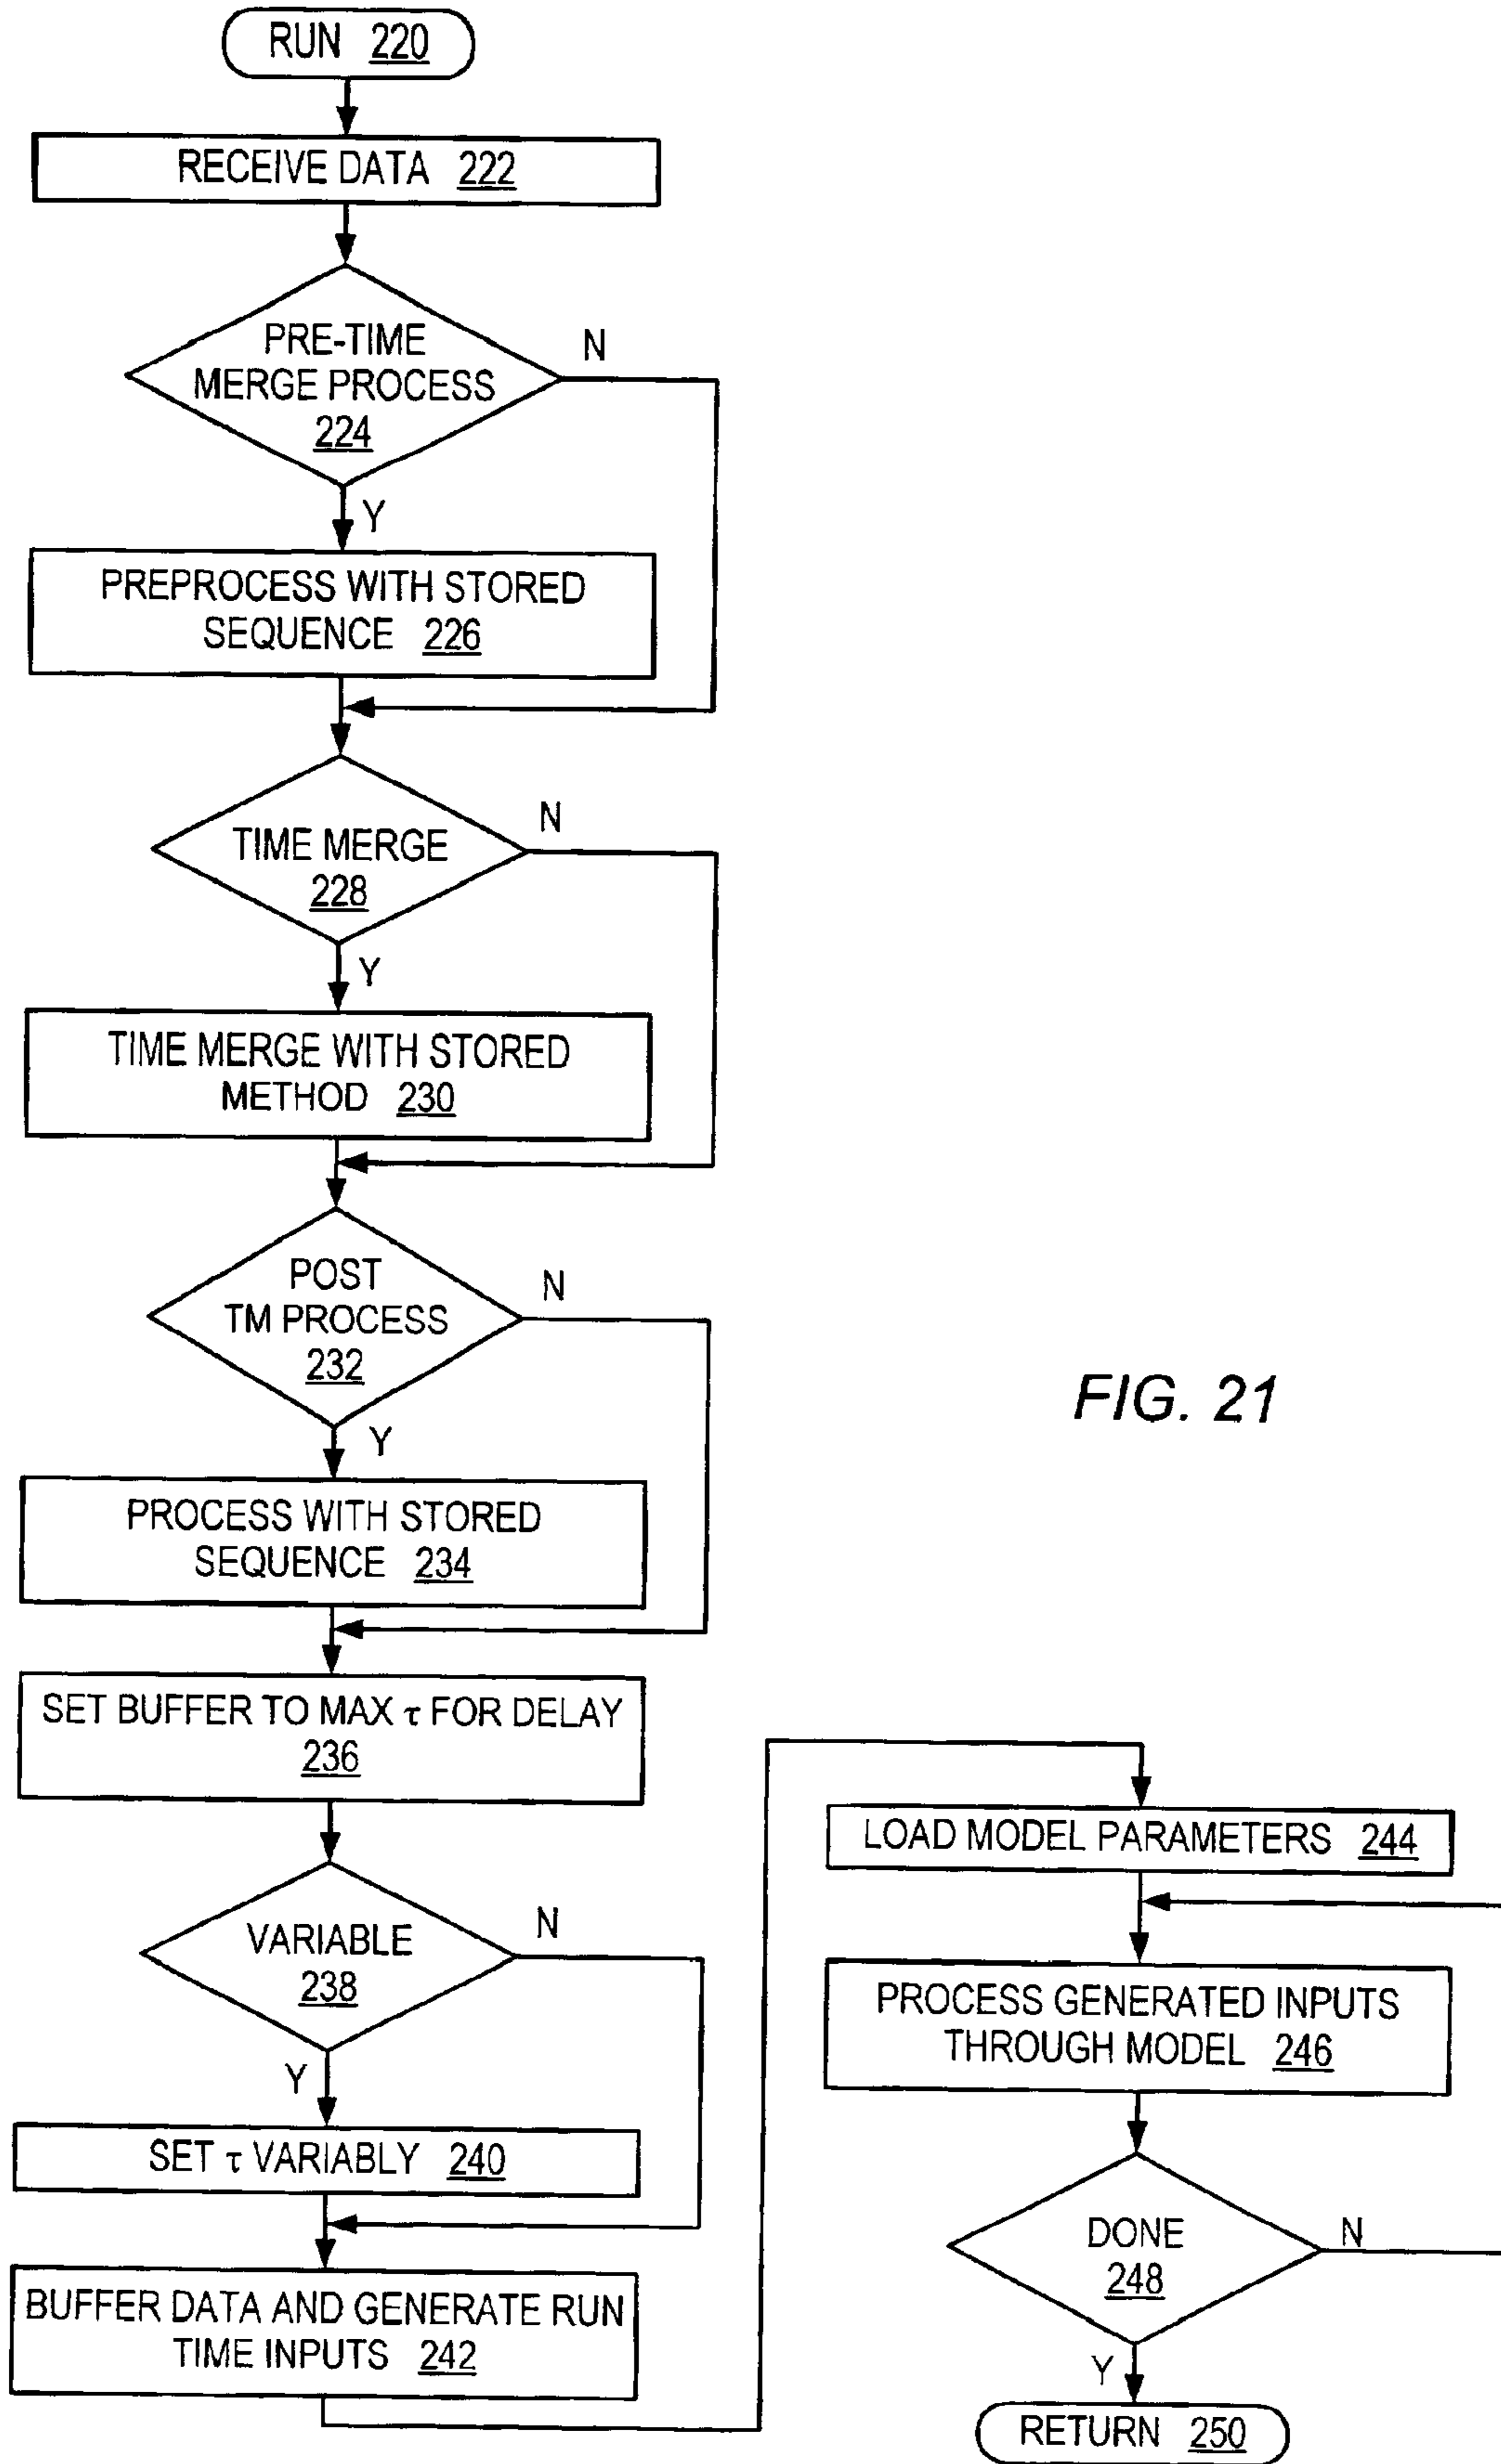 RUN 220
RECEIVE DATA 222
PRE-TIME
MERGE PROCESS
224
N
Y
PREPROCESS WITH STORED
SEQUENCE 226
TIME MERGE
228
N
Y
TIME MERGE WITH STORED
METHOD 230
POST
TM PROCESS
232
N
Y
PROCESS WITH STORED
SEQUENCE 234
SET BUFFER TO MAX τ FOR DELAY
236
VARIABLE
238
N
Y
SET τ VARIABLY 240
BUFFER DATA AND GENERATE RUN
TIME INPUTS 242
LOAD MODEL PARAMETERS 244
PROCESS GENERATED INPUTS
THROUGH MODEL 246
DONE
248
N
Y
RETURN 250
FIG. 21